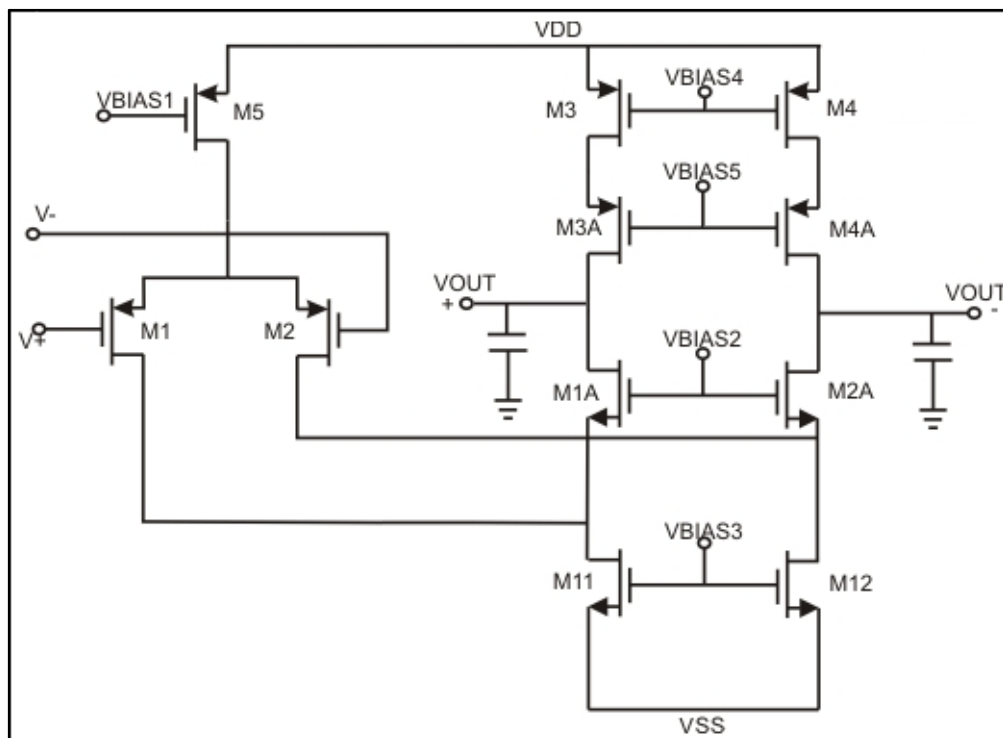 VDD
VBIAS1
M5
M3
VBIAS4
M4
VBIAS5
V-
M3A
M4A
VOUT
+
VOUT
-
V+
M1
M2
VBIAS2
M1A
M2A
VBIAS3
M11
M12
VSS